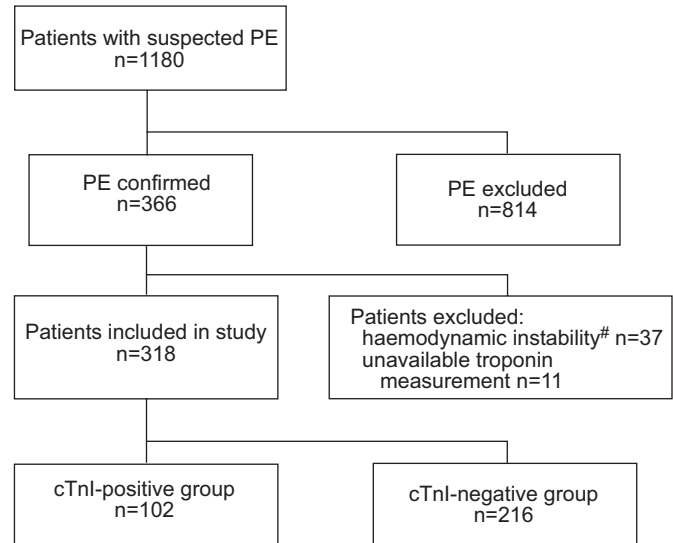 Patients with suspected PE
n=1180
PE confirmed
n=366
PE excluded
n=814
Patients included in study
n=318
Patients excluded:
haemodynamic instability# n=37
unavailable troponin
measurement n=11
cTnI-positive group
n=102
cTnI-negative group
n=216